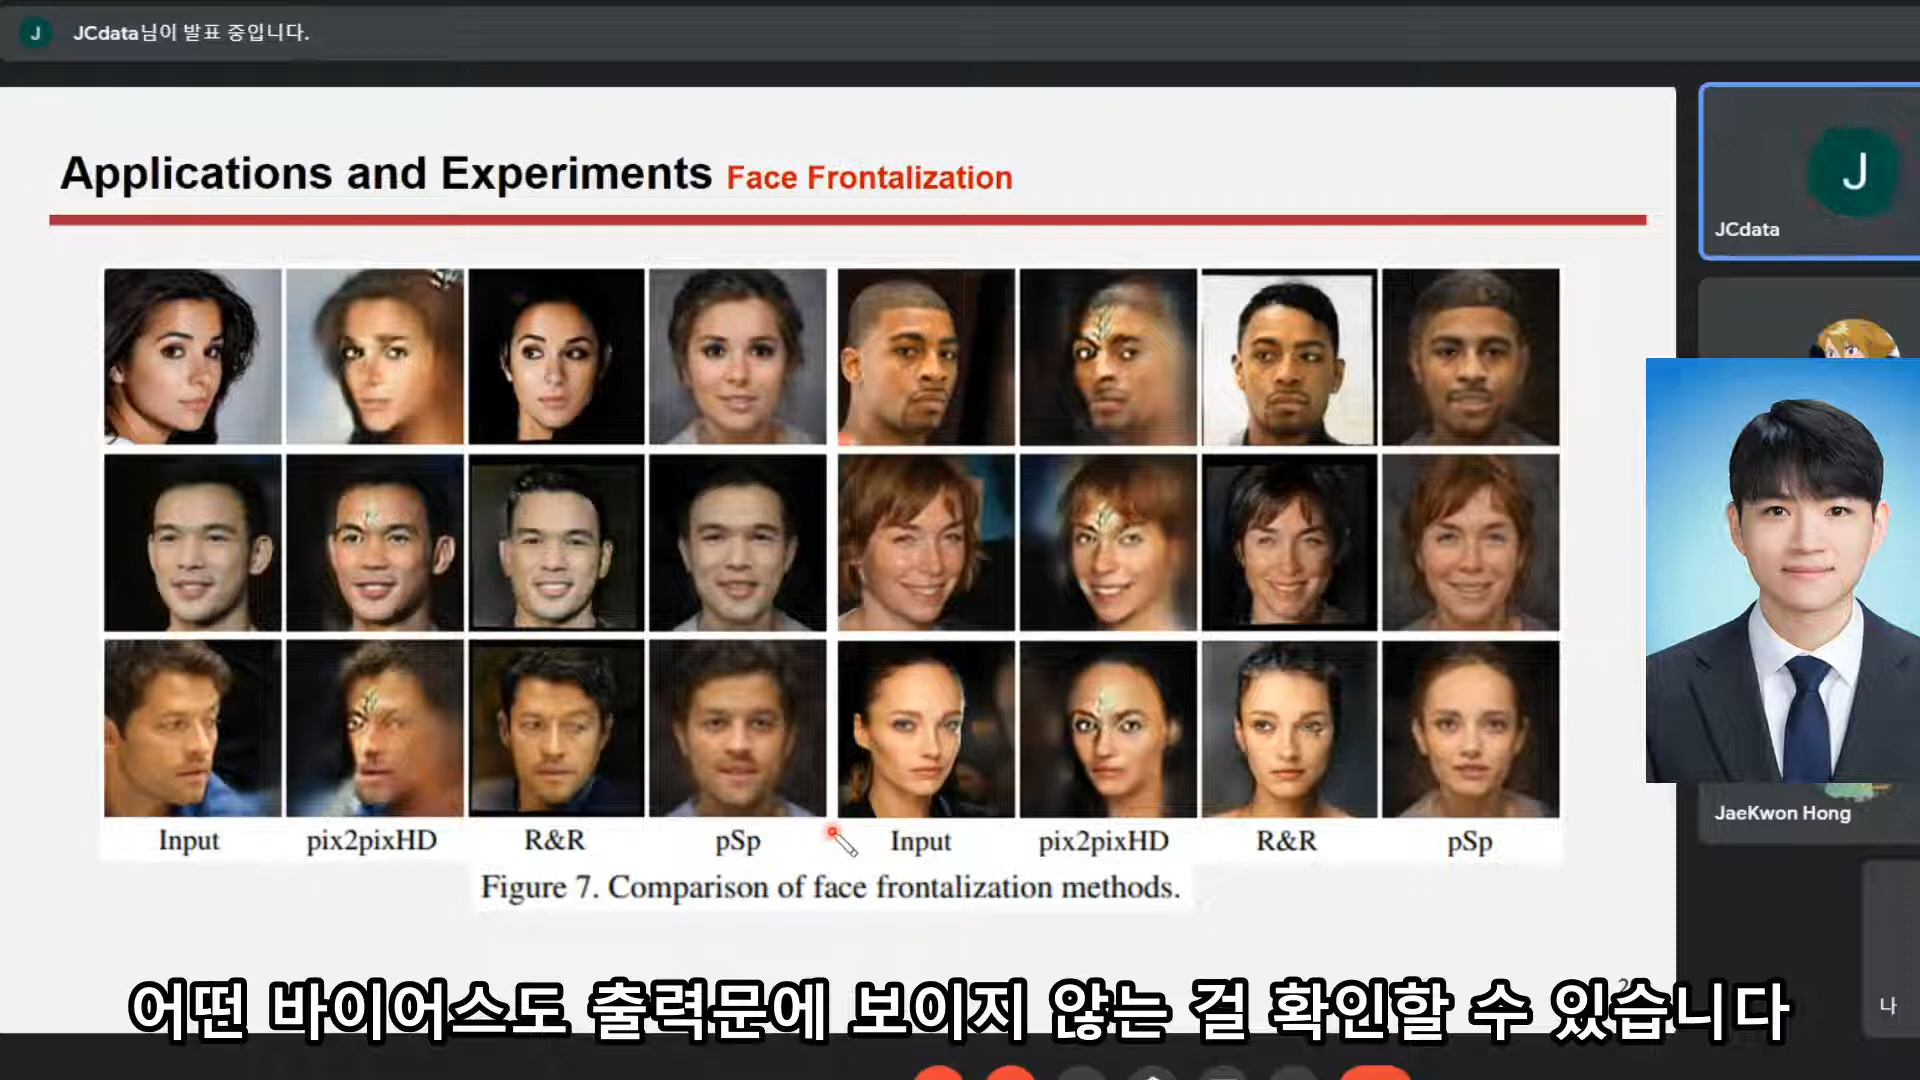 J JCdata님이 발표 중입니다.
Applications and Experiments Face Frontalization
J
JCdata
Input pix2pixHD R&R pSp Input pix2pixHD R&R pSp
Figure 7. Comparison of face frontalization methods.
JaeKwon Hong
나
어떤 바이어스도 출력문에 보이지 않는 걸 확인할 수 있습니다